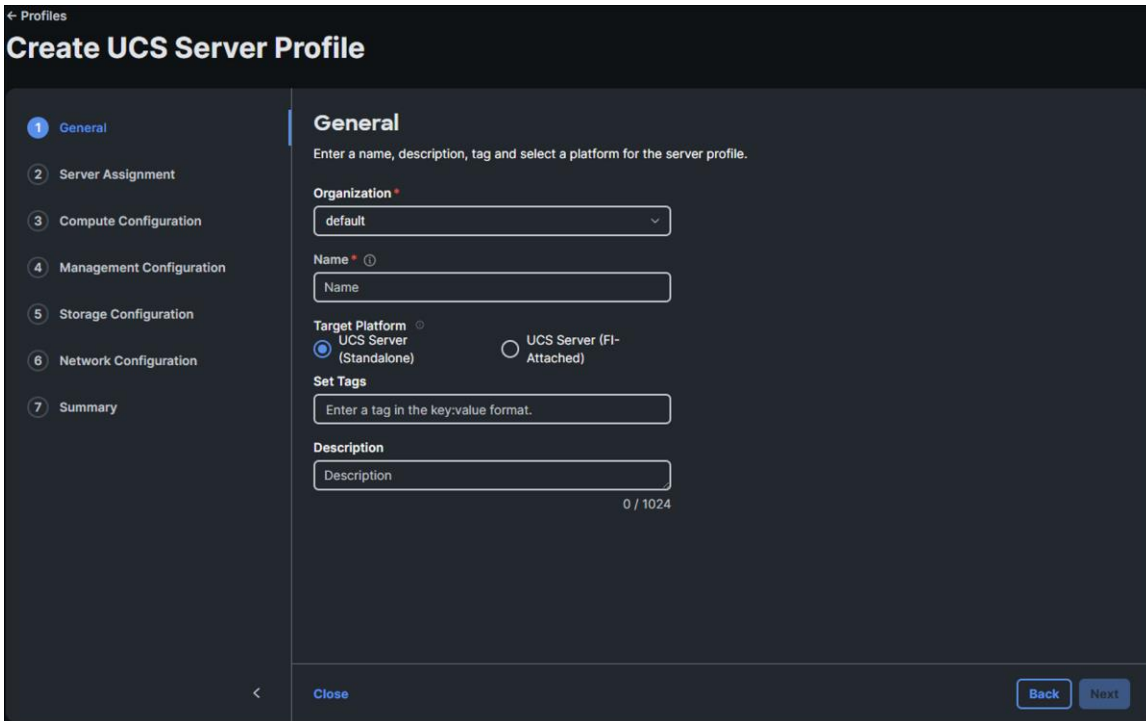 ← Profiles
Create UCS Server Profile
1 General
2 Server Assignment
3 Compute Configuration
4 Management Configuration
5 Storage Configuration
6 Network Configuration
7 Summary
General
Enter a name, description, tag and select a platform for the server profile.
Organization *
default
Name *
Name
Target Platform
UCS Server
(Standalone)
UCS Server (FI-
Attached)
Set Tags
Enter a tag in the key:value format.
Description
Description
0 / 1024
Close
Back
Next